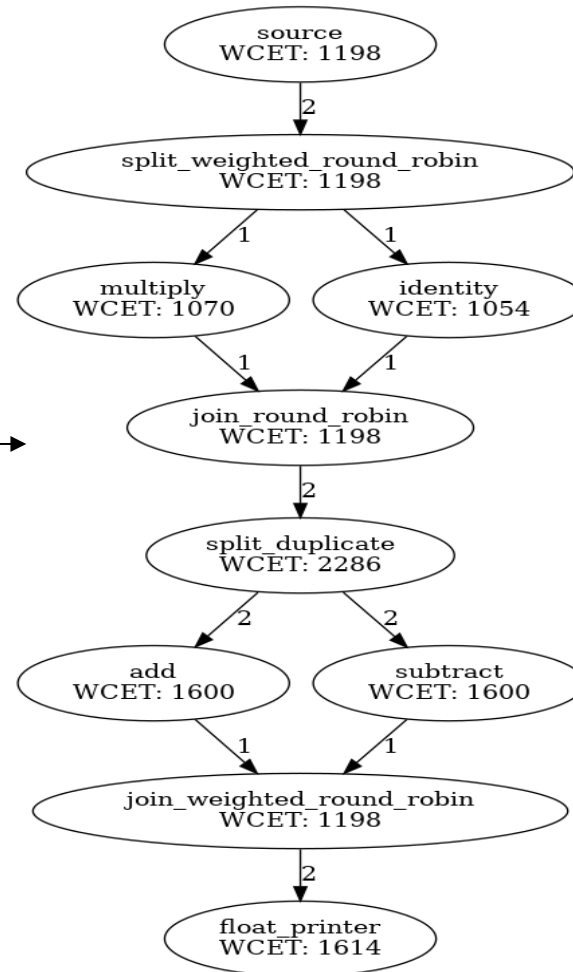 source
WCET: 1198
2
split_weighted_round_robin
WCET: 1198
1
1
multiply
WCET: 1070
identity
WCET: 1054
1
1
join_round_robin
WCET: 1198
2
split_duplicate
WCET: 2286
2
2
add
WCET: 1600
subtract
WCET: 1600
1
1
join_weighted_round_robin
WCET: 1198
2
float_printer
WCET: 1614